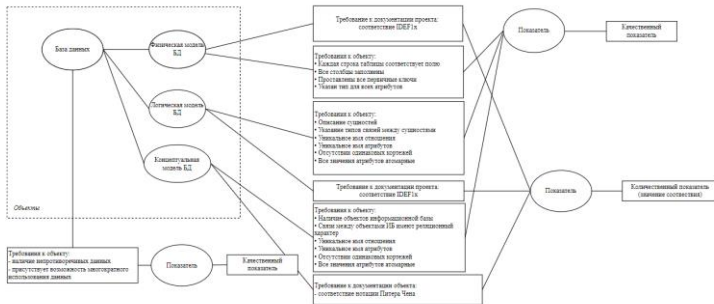 Требование к документации проекта:
соответствие IDEF1x
Показатель
Качественный
показатель
База данных
Физическая модель
БД
Требования к объекту:
• Каждая строка таблицы соответствует полю
• Все столбцы заполнены
• Проставлены все первичные ключи
• Указан тип для всех атрибутов
Логическая модель
БД
Требования к объекту:
• Описание сущностей
• Указание типов связей между сущностями
• Уникальное имя отношения
• Уникальное имя атрибутов
• Отсутствии одинаковых кортежей
• Все значения атрибутов атомарные
Концептуальная
модель БД
Требование к документации проекта:
соответствие IDEF1x
Показатель
Количественный показатель
(значение соответствия)
Объекты
Требования к объекту:
• Наличие объектов информационной базы
• Связи между объектами ИБ имеют реляционный
характер
• Уникальное имя отношения
• Уникальное имя атрибутов
• Отсутствии одинаковых кортежей
• Все значения атрибутов атомарные
Требования к объекту:
- наличие непротиворечивых данных
- присутствует возможность многократного
использования данных
Показатель
Качественный
показатель
Требования к документации объекта:
- соответствие нотации Питера Чена